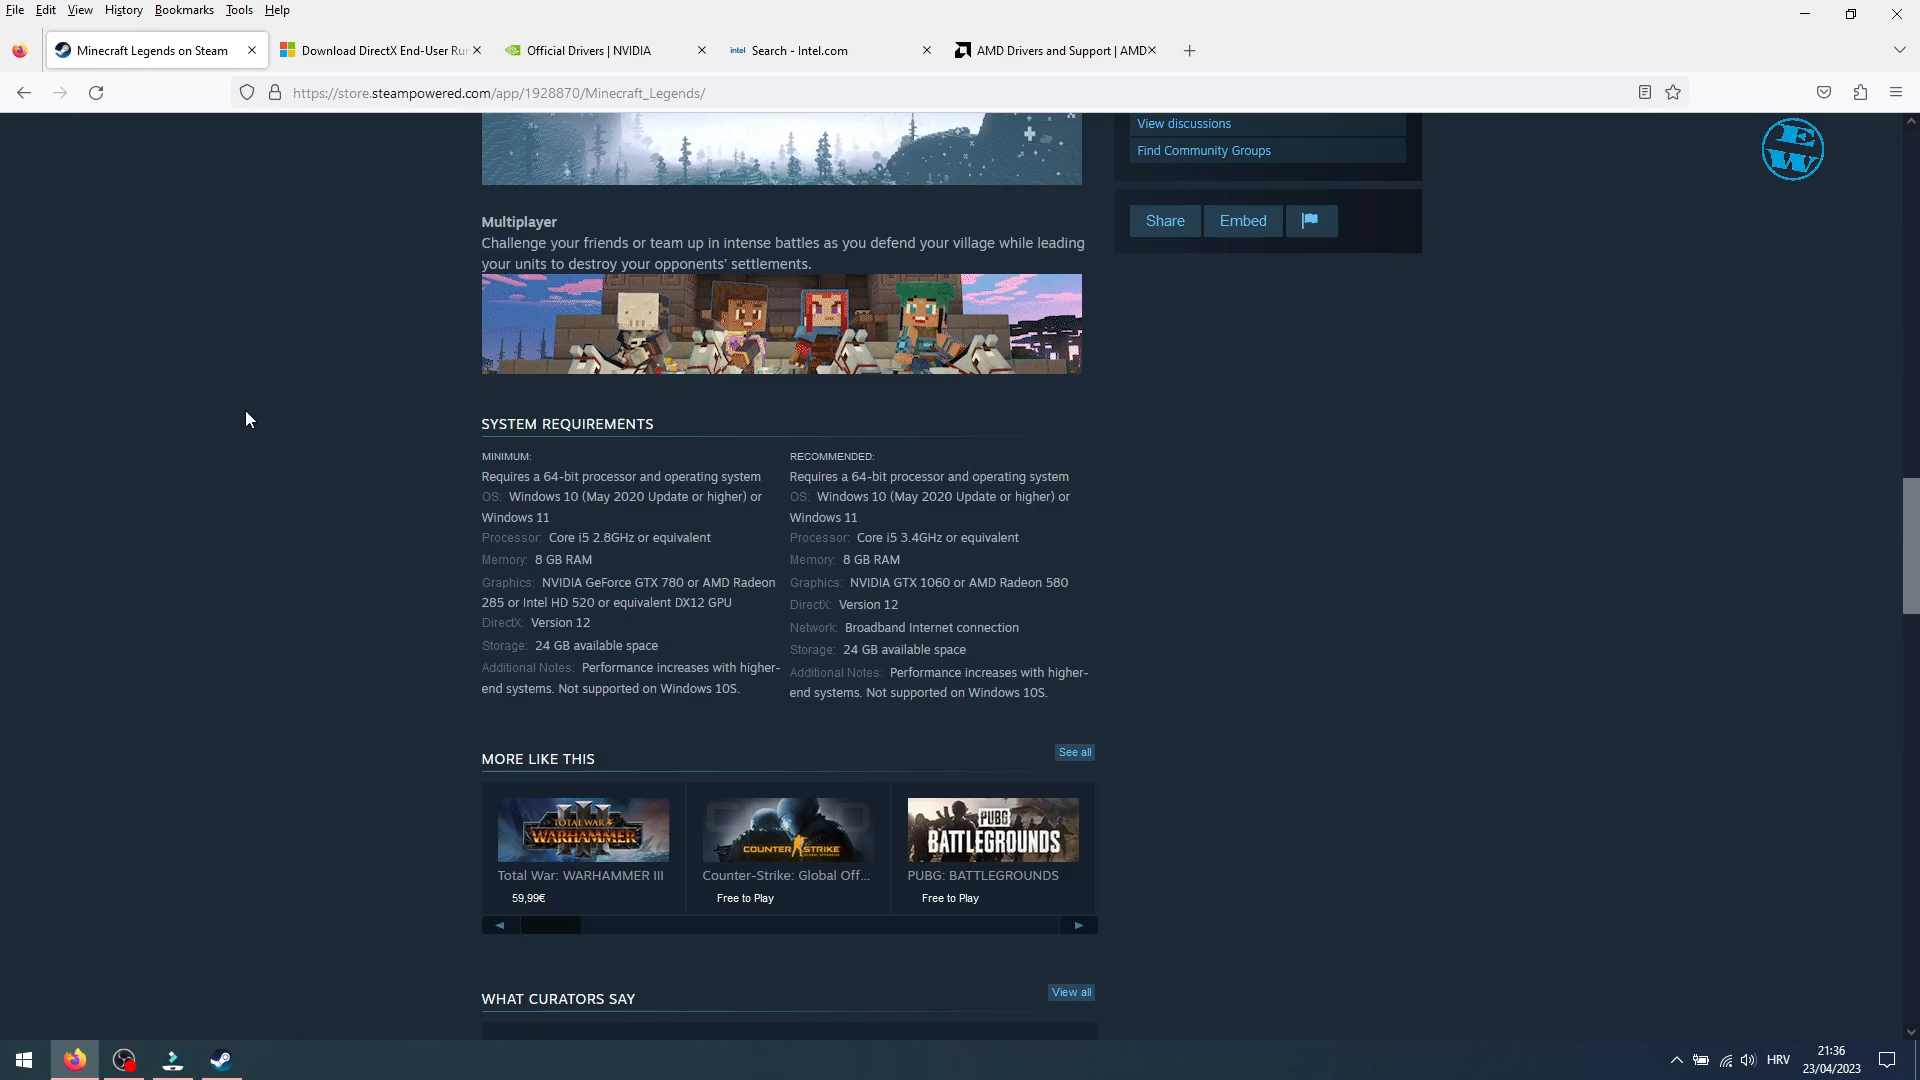 File Edit View History Bookmarks Tools Help
Minecraft Legends on Steam
Download DirectX End-User Rur
Official Drivers | NVIDIA
intel Search - Intel.com
AMD Drivers and Support | AMD
https://store.steampowered.com/app/1928870/Minecraft_Legends/
View discussions
Find Community Groups
EW
Share Embed
Multiplayer
Challenge your friends or team up in intense battles as you defend your village while leading
your units to destroy your opponents’ settlements.
SYSTEM REQUIREMENTS
MINIMUM:
Requires a 64-bit processor and operating system
OS: Windows 10 (May 2020 Update or higher) or
Windows 11
Processor: Core i5 2.8GHz or equivalent
Memory: 8 GB RAM
Graphics: NVIDIA GeForce GTX 780 or AMD Radeon
285 or Intel HD 520 or equivalent DX12 GPU
DirectX: Version 12
Storage: 24 GB available space
Additional Notes: Performance increases with higher-
end systems. Not supported on Windows 10S.
RECOMMENDED:
Requires a 64-bit processor and operating system
OS: Windows 10 (May 2020 Update or higher) or
Windows 11
Processor: Core i5 3.4GHz or equivalent
Memory: 8 GB RAM
Graphics: NVIDIA GTX 1060 or AMD Radeon 580
DirectX: Version 12
Network: Broadband Internet connection
Storage: 24 GB available space
Additional Notes: Performance increases with higher-
end systems. Not supported on Windows 10S.
MORE LIKE THIS
See all
TOTAL WAR
WARHAMMER
III
COUNTER STRIKE
GLOBAL OFFENSIVE
PUBG
BATTLEGROUNDS
Total War: WARHAMMER III
Counter-Strike: Global Off...
PUBG: BATTLEGROUNDS
59,99€
Free to Play
Free to Play
WHAT CURATORS SAY
View all
HRV
21:36
23/04/2023